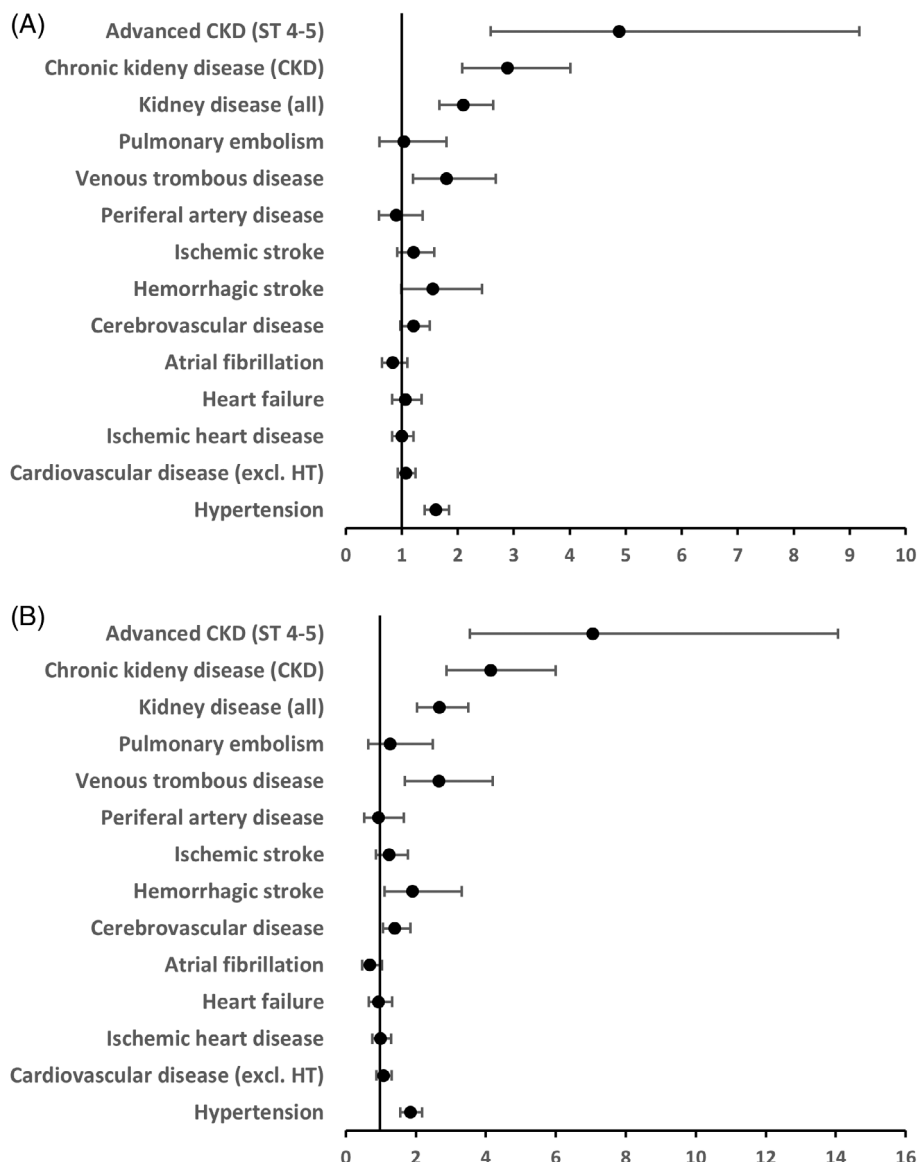 (A)
Advanced CKD (ST 4-5)
Chronic kideny disease (CKD)
Kidney disease (all)
Pulmonary embolism
Venous trombous disease
Periferal artery disease
Ischemic stroke
Hemorrhagic stroke
Cerebrovascular disease
Atrial fibrillation
Heart failure
Ischemic heart disease
Cardiovascular disease (excl. HT)
Hypertension
0 1 2 3 4 5 6 7 8 9 10
(B)
Advanced CKD (ST 4-5)
Chronic kideny disease (CKD)
Kidney disease (all)
Pulmonary embolism
Venous trombous disease
Periferal artery disease
Ischemic stroke
Hemorrhagic stroke
Cerebrovascular disease
Atrial fibrillation
Heart failure
Ischemic heart disease
Cardiovascular disease (excl. HT)
Hypertension
0 2 4 6 8 10 12 14 16